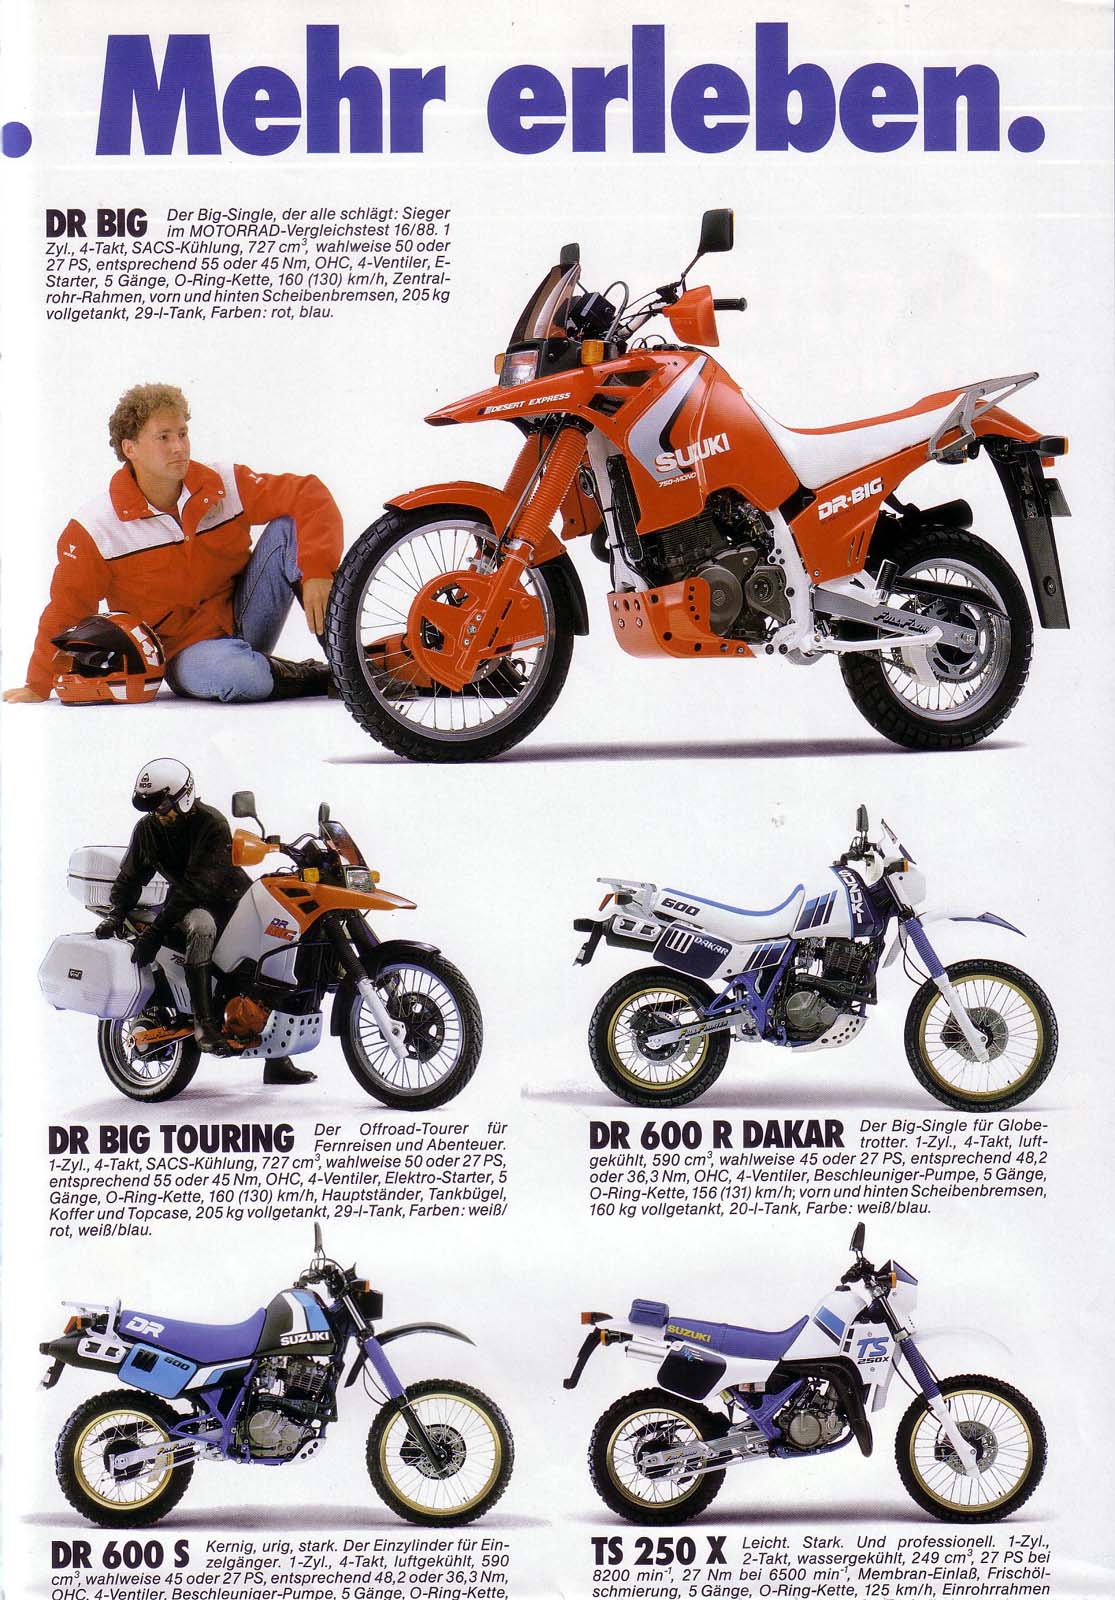 . Mehr erleben.
DR BIG Der Big-Single, der alle schlägt: Sieger
im MOTORRAD-Vergleichstest 16/88. 1
Zyl., 4-Takt, SACS-Kühlung, 727 cm³, wahlweise 50 oder
27 PS, entsprechend 55 oder 45 Nm, OHC, 4-Ventiler, E-
Starter, 5 Gänge, O-Ring-Kette, 160 (130) km/h, Zentral-
rohr-Rahmen, vorn und hinten Scheibenbremsen, 205 kg
vollgetankt, 29-l-Tank, Farben: rot, blau.
DESERT EXPRESS
SUZUKI
750-MONO
DR·BIG
FULL FLOATER
DR
BIG
DR BIG TOURING Der Offroad-Tourer für
Fernreisen und Abenteuer.
1-Zyl., 4-Takt, SACS-Kühlung, 727 cm³, wahlweise 50 oder 27 PS,
entsprechend 55 oder 45 Nm, OHC, 4-Ventiler, Elektro-Starter, 5
Gänge, O-Ring-Kette, 160 (130) km/h, Hauptständer, Tankbügel,
Koffer und Topcase, 205 kg vollgetankt, 29-l-Tank, Farben: weiß/
rot, weiß/blau.
600
SUZUKI
DAKAR
FULL FLOATER
DR 600 R DAKAR Der Big-Single für Globe-
trotter. 1-Zyl., 4-Takt, luft-
gekühlt, 590 cm³, wahlweise 45 oder 27 PS, entsprechend 48,2
oder 36,3 Nm, OHC, 4-Ventiler, Beschleuniger-Pumpe, 5 Gänge,
O-Ring-Kette, 156 (131) km/h, vorn und hinten Scheibenbremsen,
160 kg vollgetankt, 20-l-Tank, Farbe: weiß/blau.
DR
SUZUKI
600
FULL FLOATER
DR 600 S Kernig, urig, stark. Der Einzylinder für Ein-
zelgänger. 1-Zyl., 4-Takt, luftgekühlt, 590
cm³, wahlweise 45 oder 27 PS, entsprechend 48,2 oder 36,3 Nm,
OHC, 4-Ventiler, Beschleuniger-Pumpe, 5 Gänge, O-Ring-Kette,
SUZUKI
TS
250X
TS 250 X Leicht. Stark. Und professionell. 1-Zyl.,
2-Takt, wassergekühlt, 249 cm³, 27 PS bei
8200 min⁻¹, 27 Nm bei 6500 min⁻¹, Membran-Einlaß, Frischöl-
schmierung, 5 Gänge, O-Ring-Kette, 125 km/h, Einrohrrahmen